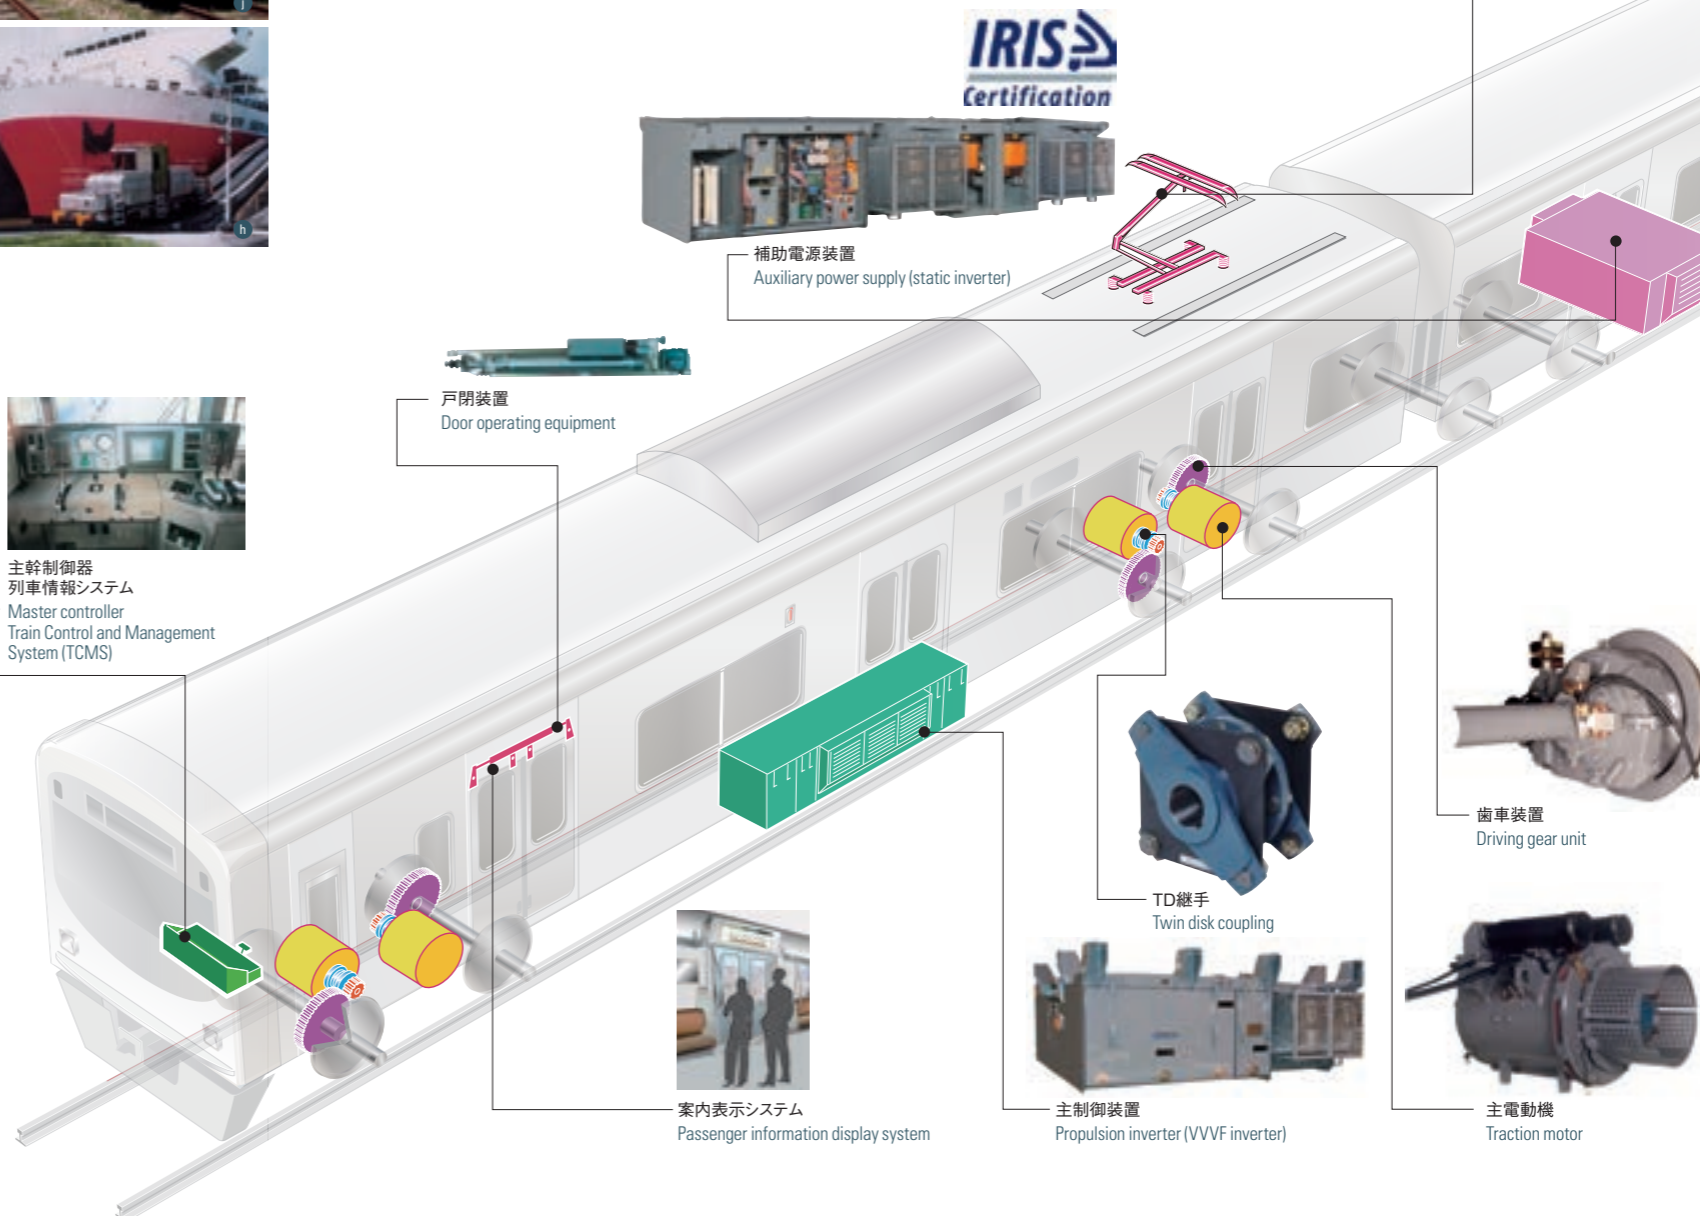 j
h
IRIS
Certification
補助電源装置
Auxiliary power supply (static inverter)
戸閉装置
Door operating equipment
主幹制御器
列車情報システム
Master controller
Train Control and Management
System (TCMS)
歯車装置
Driving gear unit
TD継手
Twin disk coupling
案内表示システム
Passenger information display system
主制御装置
Propulsion inverter (VVVF inverter)
主電動機
Traction motor